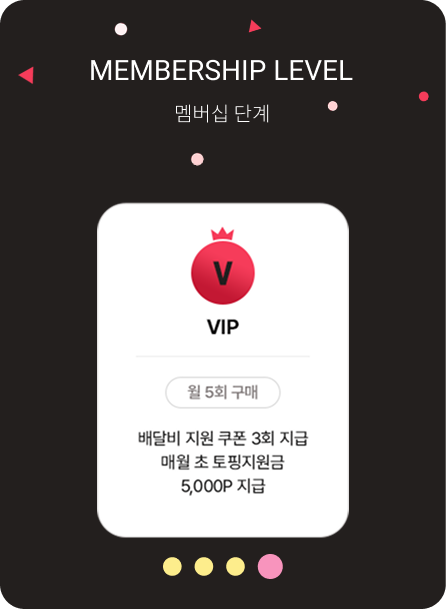 MEMBERSHIP LEVEL
멤버십 단계
V
VIP
월 5회 구매
배달비 지원 쿠폰 3회 지급
매월 초 토핑지원금
5,000P 지급